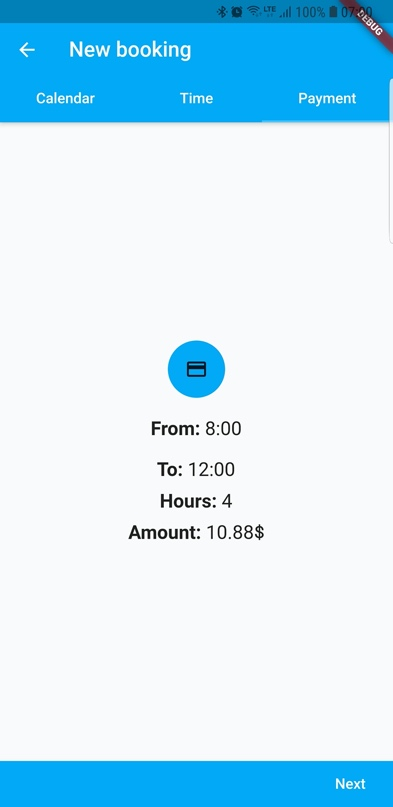 LTE 100% 07:00
DEBUG
New booking
Calendar Time Payment
From: 8:00
To: 12:00
Hours: 4
Amount: 10.88$
Next